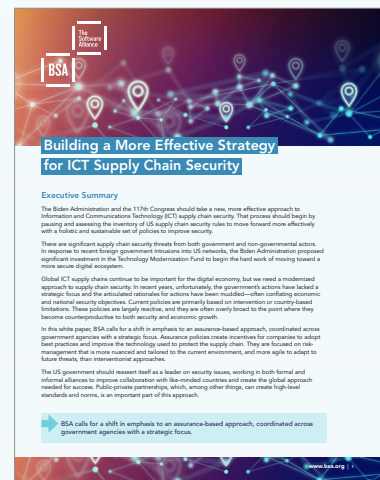 The
Software
Alliance
BSA
Building a More Effective Strategy
for ICT Supply Chain Security
Executive Summary
The Biden Administration and the 117th Congress should take a new, more effective approach to
Information and Communications Technology (ICT) supply chain security. That process should begin by
pausing and assessing the inventory of US supply chain security rules to move forward more effectively
with a holistic and sustainable set of policies to improve security.
There are significant supply chain security threats from both government and non-governmental actors.
In response to recent foreign government intrusions into US networks, the Biden Administration proposed
significant investment in the Technology Modernization Fund to begin the hard work of moving toward a
more secure digital ecosystem.
Global ICT supply chains continue to be important for the digital economy, but we need a modernized
approach to supply chain security. In recent years, unfortunately, the government's actions have lacked a
strategic focus and the articulated rationales for actions have been muddled—often conflating economic
and national security objectives. Current policies are primarily based on intervention or country-based
limitations. These policies are largely reactive, and they are often overly broad to the point where they
become counterproductive to both security and economic growth.
In this white paper, BSA calls for a shift in emphasis to an assurance-based approach, coordinated across
government agencies with a strategic focus. Assurance policies create incentives for companies to adopt
best practices and improve the technology used to protect the supply chain. They are focused on risk-
management that is more nuanced and tailored to the current environment, and more agile to adapt to
future threats, than interventionist approaches.
The US government should reassert itself as a leader on security issues, working in both formal and
informal alliances to improve collaboration with like-minded countries and create the global approach
needed for success. Public-private partnerships, which, among other things, can create high-level
standards and norms, is an important part of this approach.
BSA calls for a shift in emphasis to an assurance-based approach, coordinated across
government agencies with a strategic focus.
www.bsa.org | 1